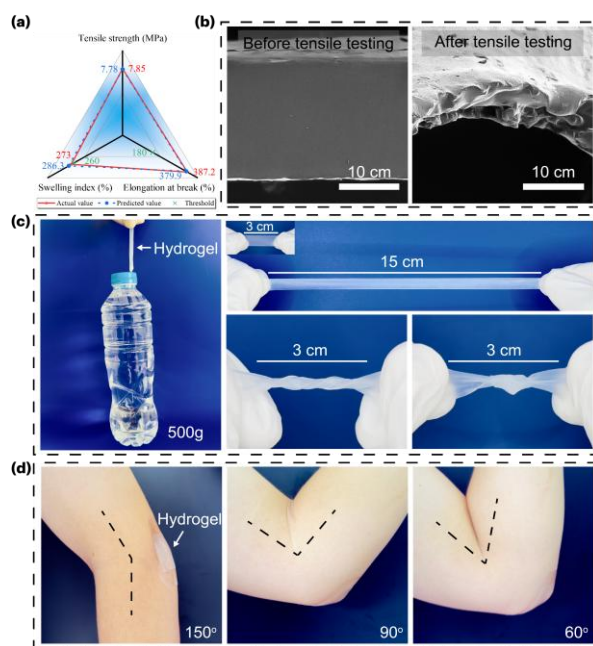 (a)
Tensile strength (MPa)
7.78
7.85
273
180
260
286.3
387.2
379.9
Swelling index (%)
Elongation at break (%)
Actual value
Predicted value
Threshold
(b)
Before tensile testing
10 cm
After tensile testing
10 cm
(c)
Hydrogel
500g
3 cm
15 cm
3 cm
3 cm
(d)
Hydrogel
150°
90°
60°